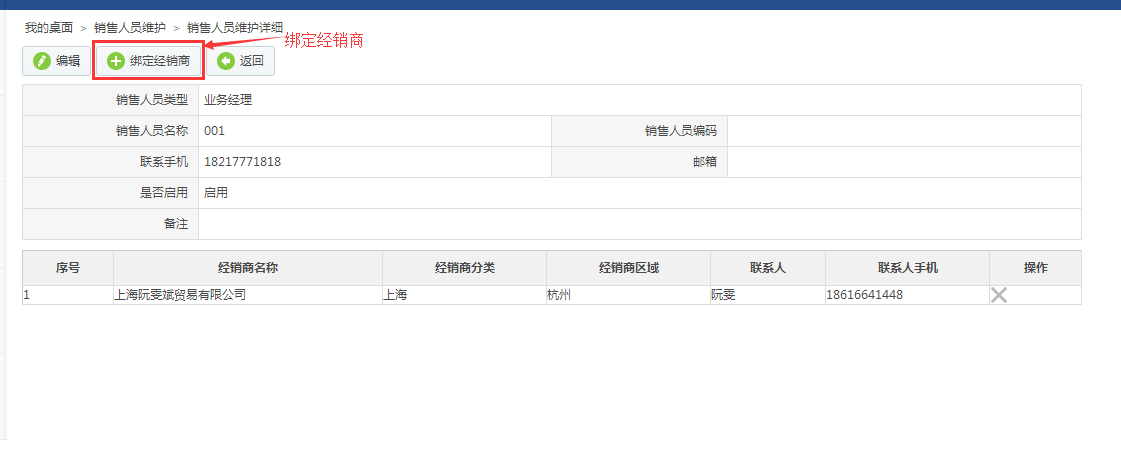 我的桌面 > 销售人员维护 > 销售人员维护详细
绑定经销商
编辑 绑定经销商 返回
销售人员类型 业务经理
销售人员名称 001 销售人员编码
联系手机 18217771818 邮箱
是否启用 启用
备注
序号 经销商名称 经销商分类 经销商区域 联系人 联系人手机 操作
1 上海阮雯斌贸易有限公司 上海 杭州 阮雯 18616641448